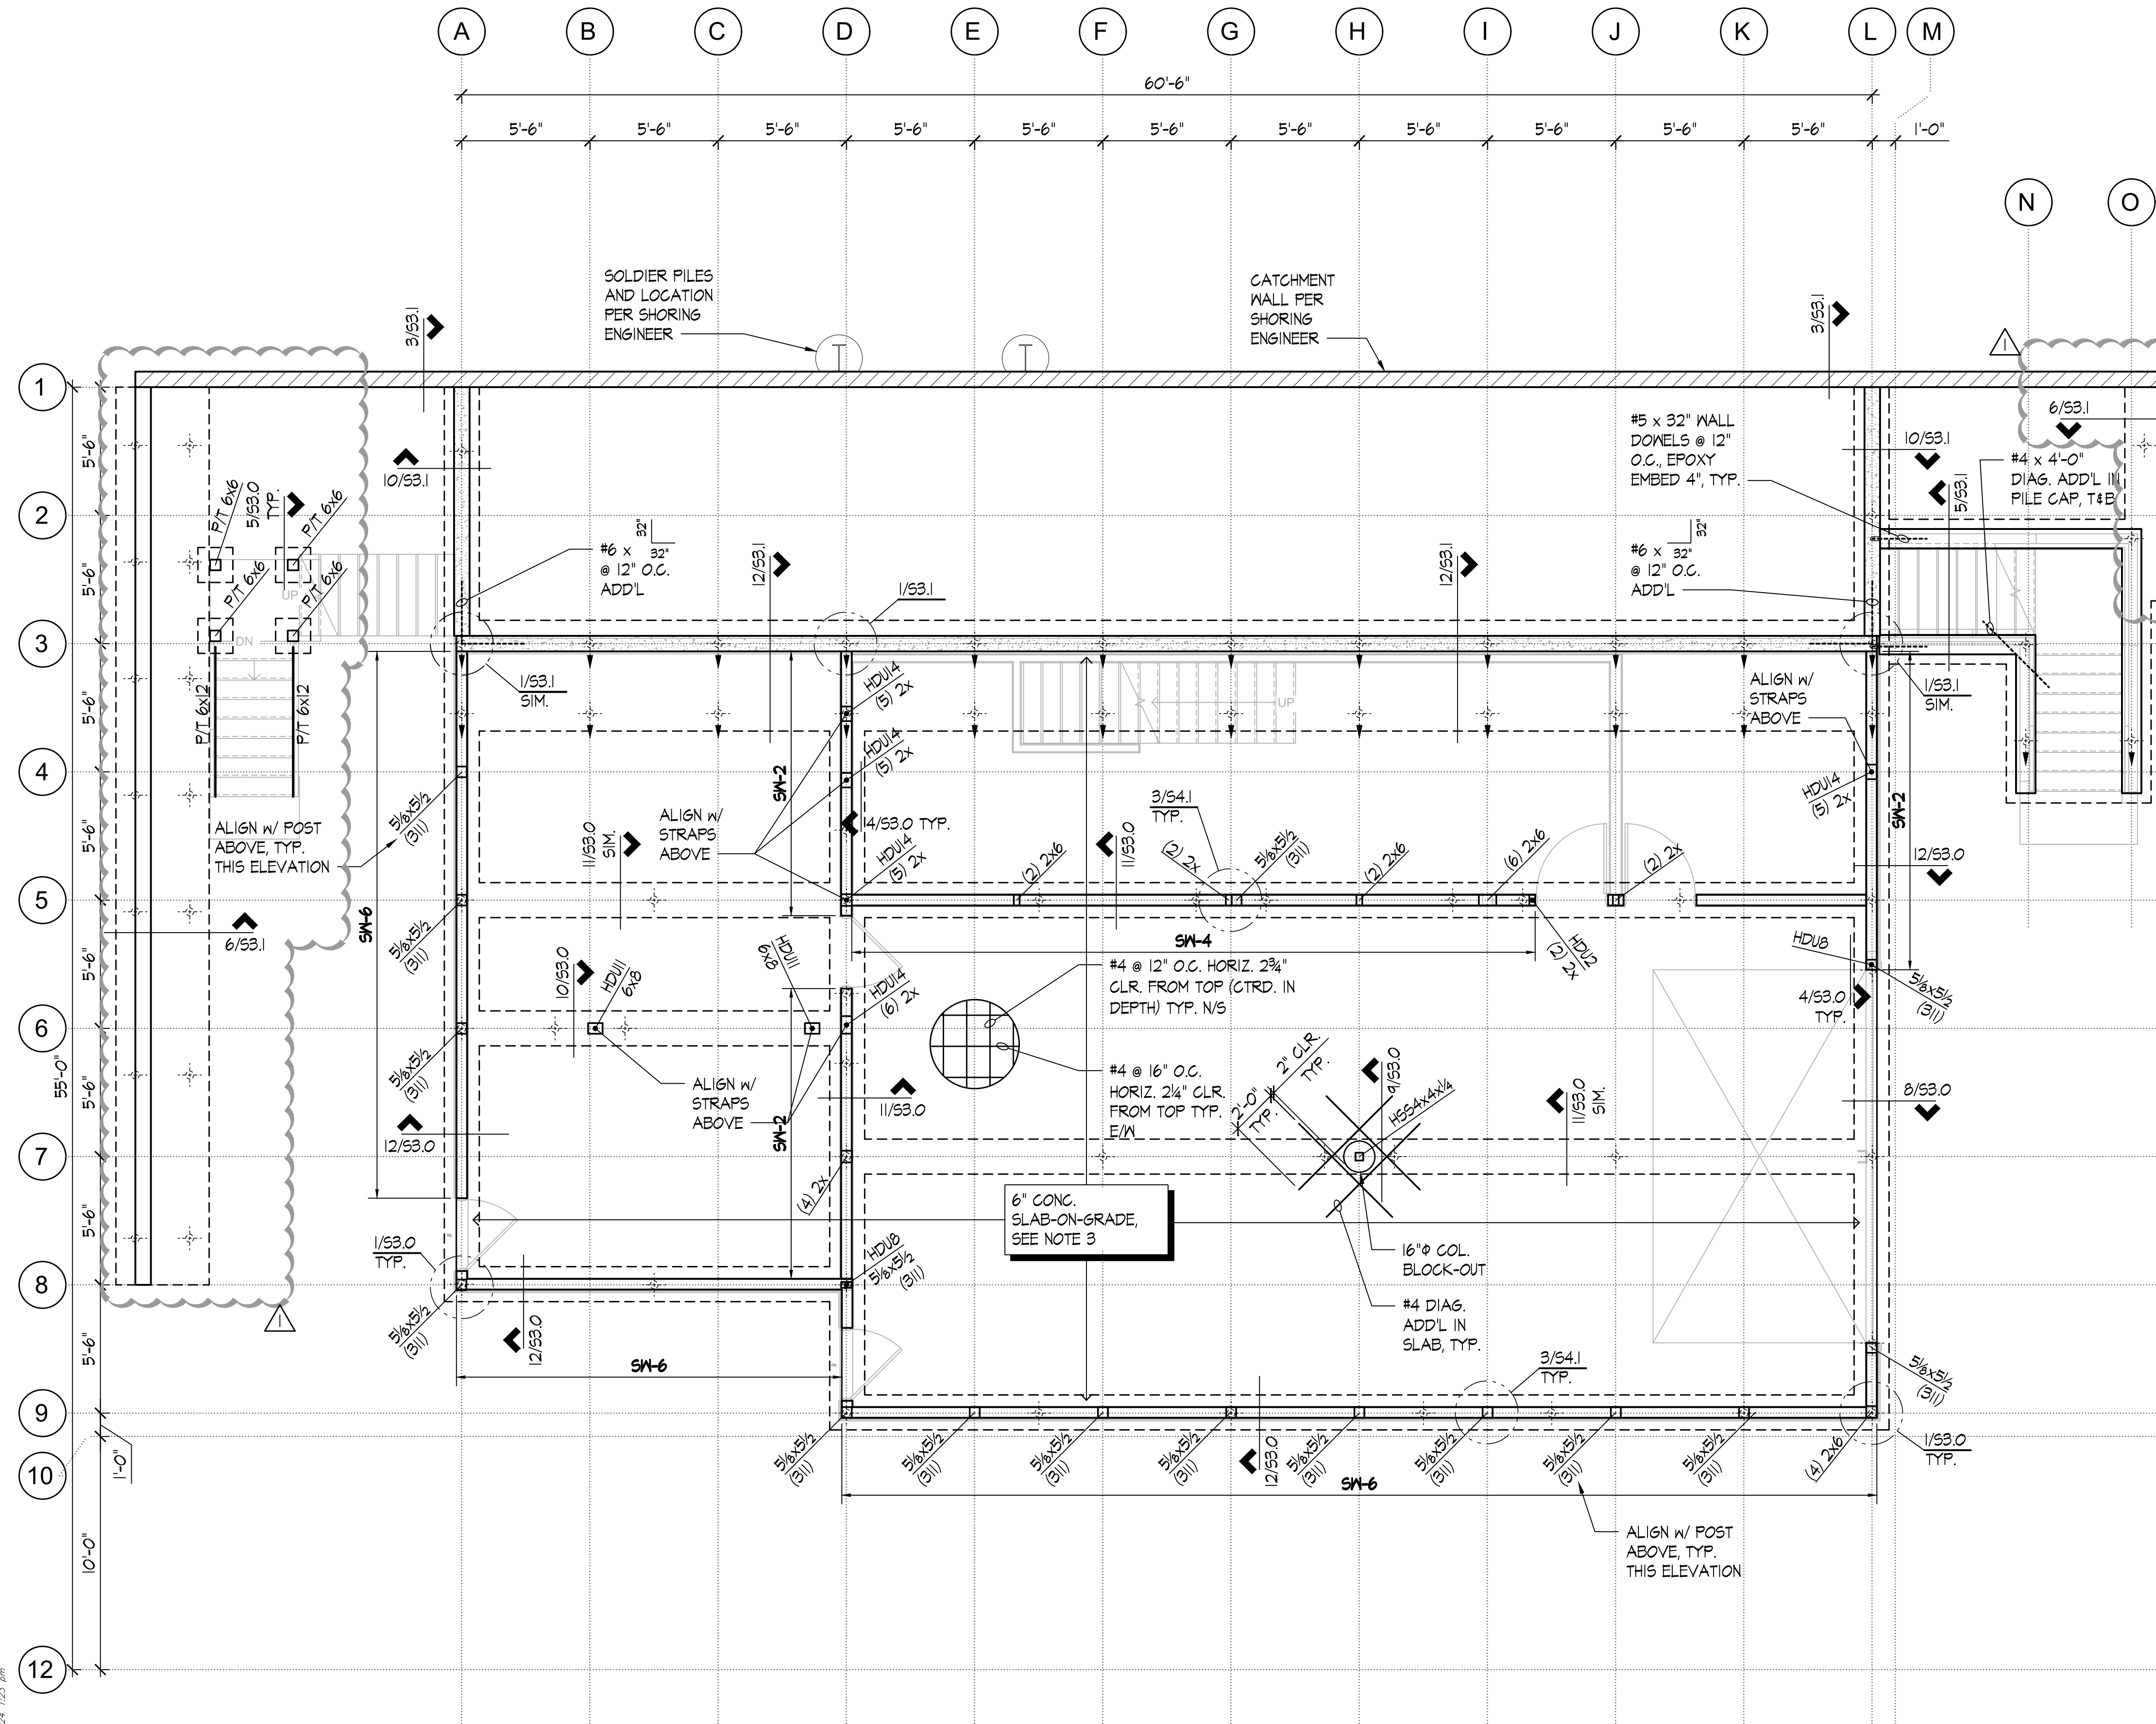 A B C D E F G H I J K L M
60'-6"
5'-6" 5'-6" 5'-6" 5'-6" 5'-6" 5'-6" 5'-6" 5'-6" 5'-6" 5'-6" 5'-6" 1'-0"
N O
SOLDIER PILES
AND LOCATION
PER SHORING
ENGINEER
CATCHMENT
WALL PER
SHORING
ENGINEER
3/S3.1
3/S3.1
1
1
2
3
4
5
6
7
8
9
10
12
5'-6"
5'-6"
5'-6"
5'-6"
5'-6"
5'-6"
5'-6"
5'-6"
55'-0"
1'-0"
10'-0"
10/S3.1
5/S3.0
TYP.
P/T 6x6
P/T 6x6
P/T 6x6
P/T 6x6
UP
DN
P/T 6x12
P/T 6x12
#6 x 32"
32"
@ 12" O.C.
ADD'L
12/S3.1
1/S3.1
12/S3.1
#5 x 32" WALL
DOWELS @ 12"
O.C., EPOXY
EMBED 4", TYP.
#6 x 32"
32"
@ 12" O.C.
ADD'L
10/S3.1
5/S3.1
6/S3.1
#4 x 4'-0"
DIAG. ADD'L IN
PILE CAP, T&B
1/S3.1
SIM.
1/S3.1
SIM.
HDU14
(5) 2x
HDU14
(5) 2x
HDU14
(5) 2x
UP
ALIGN w/
STRAPS
ABOVE
HDU14
(5) 2x
SW-2
SW-2
ALIGN w/ POST
ABOVE, TYP.
THIS ELEVATION
5⅛x5½
(311)
11/S3.0
SIM.
ALIGN w/
STRAPS
ABOVE
14/S3.0 TYP.
11/S3.0
3/S4.1
TYP.
(2) 2x6
(2) 2x
5⅛x5½
(311)
(2) 2x6
(6) 2x6
(2) 2x
12/S3.0
6/S3.1
SW-6
5⅛x5½
(311)
SW-4
HDU2
(2) 2x
HDU8
5⅛x5½
(311)
4/S3.0
TYP.
10/S3.0
HDU11
6x8
HDU11
6x8
HDU14
(6) 2x
#4 @ 12" O.C. HORIZ. 2¾"
CLR. FROM TOP (CTRD. IN
DEPTH) TYP. N/S
#4 @ 16" O.C.
HORIZ. 2¼" CLR.
FROM TOP TYP.
E/W
5⅛x5½
(311)
12/S3.0
ALIGN w/
STRAPS
ABOVE
SW-2
11/S3.0
2" CLR.
TYP.
2'-0"
TYP.
9/S3.0
HSS4x4x¼
11/S3.0
SIM.
8/S3.0
(4) 2x
6" CONC.
SLAB-ON-GRADE,
SEE NOTE 3
16"Φ COL.
BLOCK-OUT
#4 DIAG.
ADD'L IN
SLAB, TYP.
1/S3.0
TYP.
5⅛x5½
(311)
HDU8
5⅛x5½
(311)
12/S3.0
SW-6
3/S4.1
TYP.
5⅛x5½
(311)
5⅛x5½
(311)
5⅛x5½
(311)
5⅛x5½
(311)
5⅛x5½
(311)
12/S3.0
5⅛x5½
(311)
5⅛x5½
(311)
5⅛x5½
(311)
5⅛x5½
(311)
(4) 2x6
1/S3.0
TYP.
SW-6
ALIGN w/ POST
ABOVE, TYP.
THIS ELEVATION
24 1:23 pm